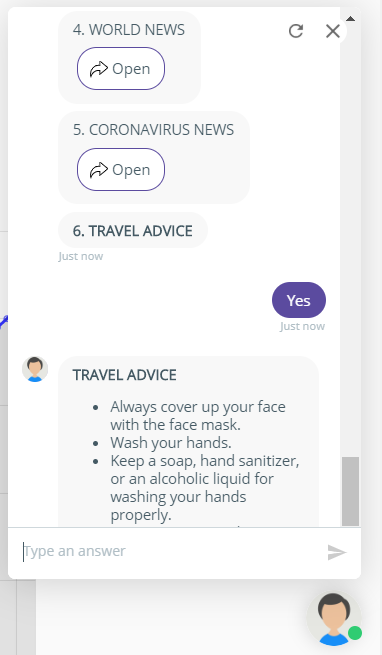 4. WORLD NEWS
Open
5. CORONAVIRUS NEWS
Open
6. TRAVEL ADVICE
Just now
Yes
Just now
TRAVEL ADVICE
• Always cover up your face
with the face mask.
• Wash your hands.
• Keep a soap, hand sanitizer,
or an alcoholic liquid for
washing your hands
properly.
Type an answer